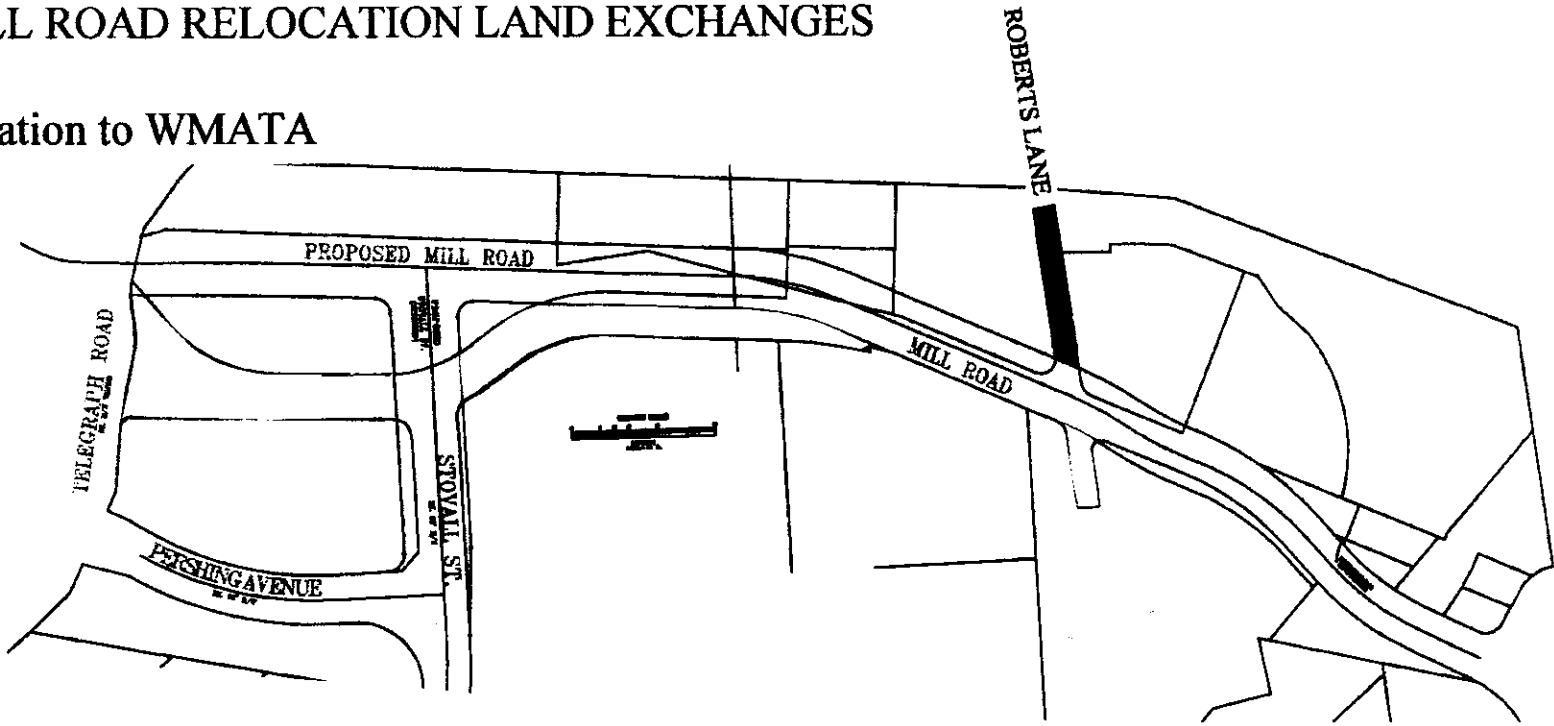 LL ROAD RELOCATION LAND EXCHANGES
ation to WMATA
ROBERTS LANE
PROPOSED MILL ROAD
TELEGRAPH ROAD
MILL ROAD
STOVALL ST.
PERSHING AVENUE